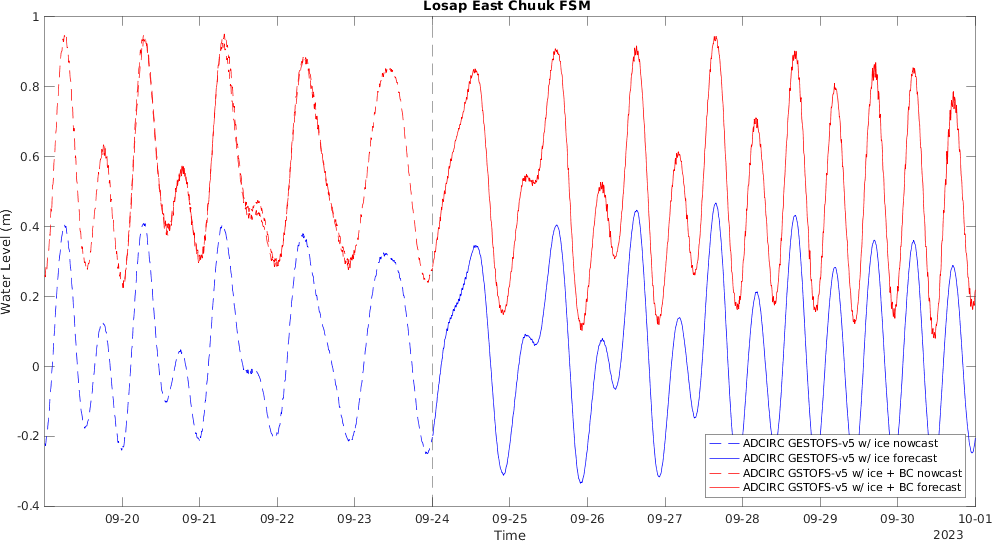 Losap East Chuuk FSM
1
0.8
0.6
0.4
0.2
0
-0.2
-0.4
Water Level (m)
ADCIRC GESTOFS-v5 w/ ice nowcast
ADCIRC GESTOFS-v5 w/ ice forecast
ADCIRC GSTOFS-v5 w/ ice + BC nowcast
ADCIRC GSTOFS-v5 w/ ice + BC forecast
09-20 09-21 09-22 09-23 09-24 09-25 09-26 09-27 09-28 09-29 09-30 10-01
Time
2023